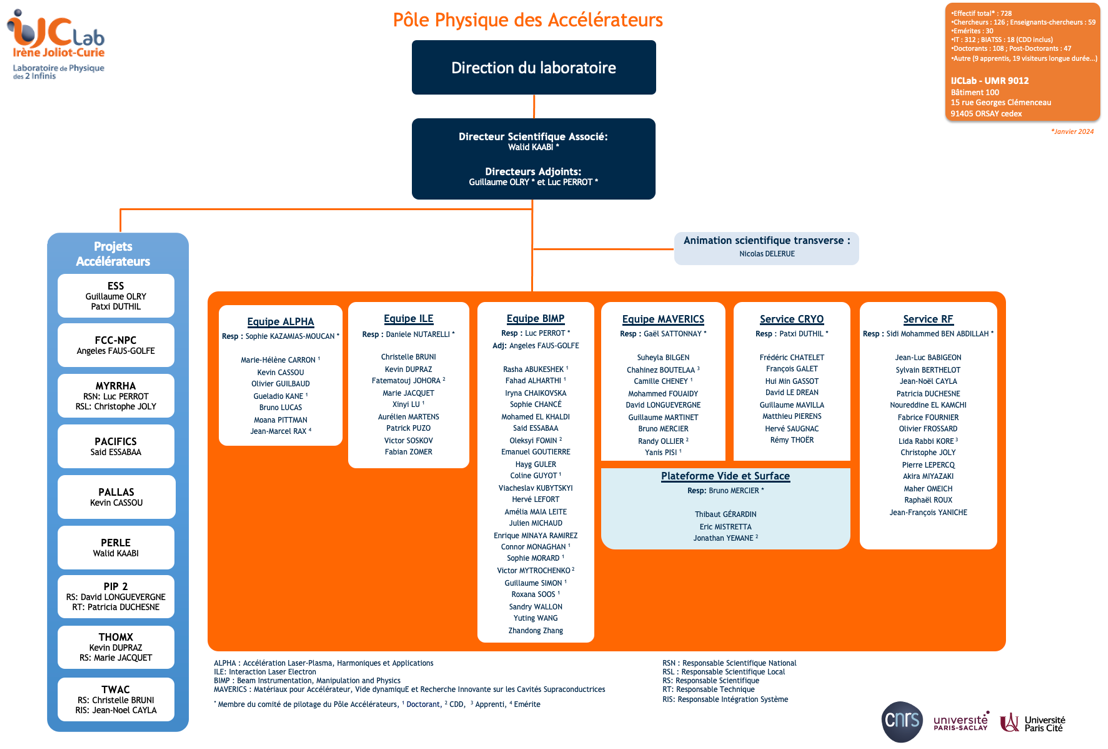 IJCLab
Irène Joliot-Curie
Laboratoire de Physique
des 2 Infinis
Pôle Physique des Accélérateurs
•Effectif total* : 728
•Chercheurs : 126 ; Enseignants-chercheurs : 59
•Emérites : 30
•IT : 312 ; BIATSS : 18 (CDD inclus)
•Doctorants : 108 ; Post-Doctorants : 47
•Autre (9 apprentis, 19 visiteurs longue durée…)
IJCLab - UMR 9012
Bâtiment 100
15 rue Georges Clémenceau
91405 ORSAY cedex
*Janvier 2024
Direction du laboratoire
Directeur Scientifique Associé:
Walid KAABI *
Directeurs Adjoints:
Guillaume OLRY * et Luc PERROT *
Animation scientifique transverse :
Nicolas DELERUE
Projets
Accélérateurs
ESS
Guillaume OLRY
Patxi DUTHIL
FCC-NPC
Angeles FAUS-GOLFE
MYRRHA
RSN: Luc PERROT
RSL: Christophe JOLY
PACIFICS
Said ESSABAA
PALLAS
Kevin CASSOU
PERLE
Walid KAABI
PIP 2
RS: David LONGUEVERGNE
RT: Patricia DUCHESNE
THOMX
Kevin DUPRAZ
RS: Marie JACQUET
TWAC
RS: Christelle BRUNI
RIS: Jean-Noel CAYLA
Equipe ALPHA
Resp : Sophie KAZAMIAS-MOUCAN *
Marie-Hélène CARRON ¹
Kevin CASSOU
Olivier GUILBAUD
Gueladio KANE ¹
Bruno LUCAS
Moana PITTMAN
Jean-Marcel RAX ⁴
Equipe ILE
Resp : Daniele NUTARELLI *
Christelle BRUNI
Kevin DUPRAZ
Fatematouj JOHORA ²
Marie JACQUET
Xinyi LU ¹
Aurélien MARTENS
Patrick PUZO
Victor SOSKOV
Fabian ZOMER
Equipe BIMP
Resp : Luc PERROT *
Adj: Angeles FAUS-GOLFE
Rasha ABUKESHEK ¹
Fahad ALHARTHI ¹
Iryna CHAIKOVSKA
Sophie CHANCÉ
Mohamed EL KHALDI
Said ESSABAA
Oleksyi FOMIN ²
Emanuel GOUTIERRE
Hayg GULER
Coline GUYOT ¹
Viacheslav KUBYTSKYI
Hervé LEFORT
Amélia MAIA LEITE
Julien MICHAUD
Enrique MINAYA RAMIREZ
Connor MONAGHAN ¹
Sophie MORARD ¹
Victor MYTROCHENKO ²
Guillaume SIMON ¹
Roxana SOOS ¹
Sandry WALLON
Yuting WANG
Zhandong Zhang
Equipe MAVERICS
Resp : Gaël SATTONNAY *
Suheyla BILGEN
Chahinez BOUTELAA ³
Camille CHENEY ¹
Mohammed FOUAIDY
David LONGUEVERGNE
Guillaume MARTINET
Bruno MERCIER
Randy OLLIER ³
Yanis PISI ¹
Service CRYO
Resp : Patxi DUTHIL *
Frédéric CHATELET
François GALET
Hui Min GASSOT
David LE DREAN
Guillaume MAVILLA
Matthieu PIERENS
Hervé SAUGNAC
Rémy THOËR
Plateforme Vide et Surface
Resp: Bruno MERCIER *
Thibaut GÉRARDIN
Eric MISTRETTA
Jonathan YEMANE ²
Service RF
Resp : Sidi Mohammed BEN ABDILLAH *
Jean-Luc BABIGEON
Sylvain BERTHELOT
Jean-Noël CAYLA
Patricia DUCHESNE
Noureddine EL KAMCHI
Fabrice FOURNIER
Olivier FROSSARD
Lida Rabbi KORE ³
Christophe JOLY
Pierre LEPERCQ
Akira MIYAZAKI
Maher OMEICH
Raphaël ROUX
Jean-François YANICHE
ALPHA : Accélération Laser-Plasma, Harmoniques et Applications
ILE: Interaction Laser Electron
BIMP : Beam Instrumentation, Manipulation and Physics
MAVERICS : Matériaux pour Accélérateur, Vide dynamiquE et Recherche Innovante sur les Cavités Supraconductrices
* Membre du comité de pilotage du Pôle Accélérateurs, ¹ Doctorant, ² CDD, ³ Apprenti, ⁴ Emérite
RSN : Responsable Scientifique National
RSL : Responsable Scientifique Local
RS: Responsable Scientifique
RT: Responsable Technique
RIS: Responsable Intégration Système
cnrs
université
PARIS-SACLAY
Université
Paris Cité